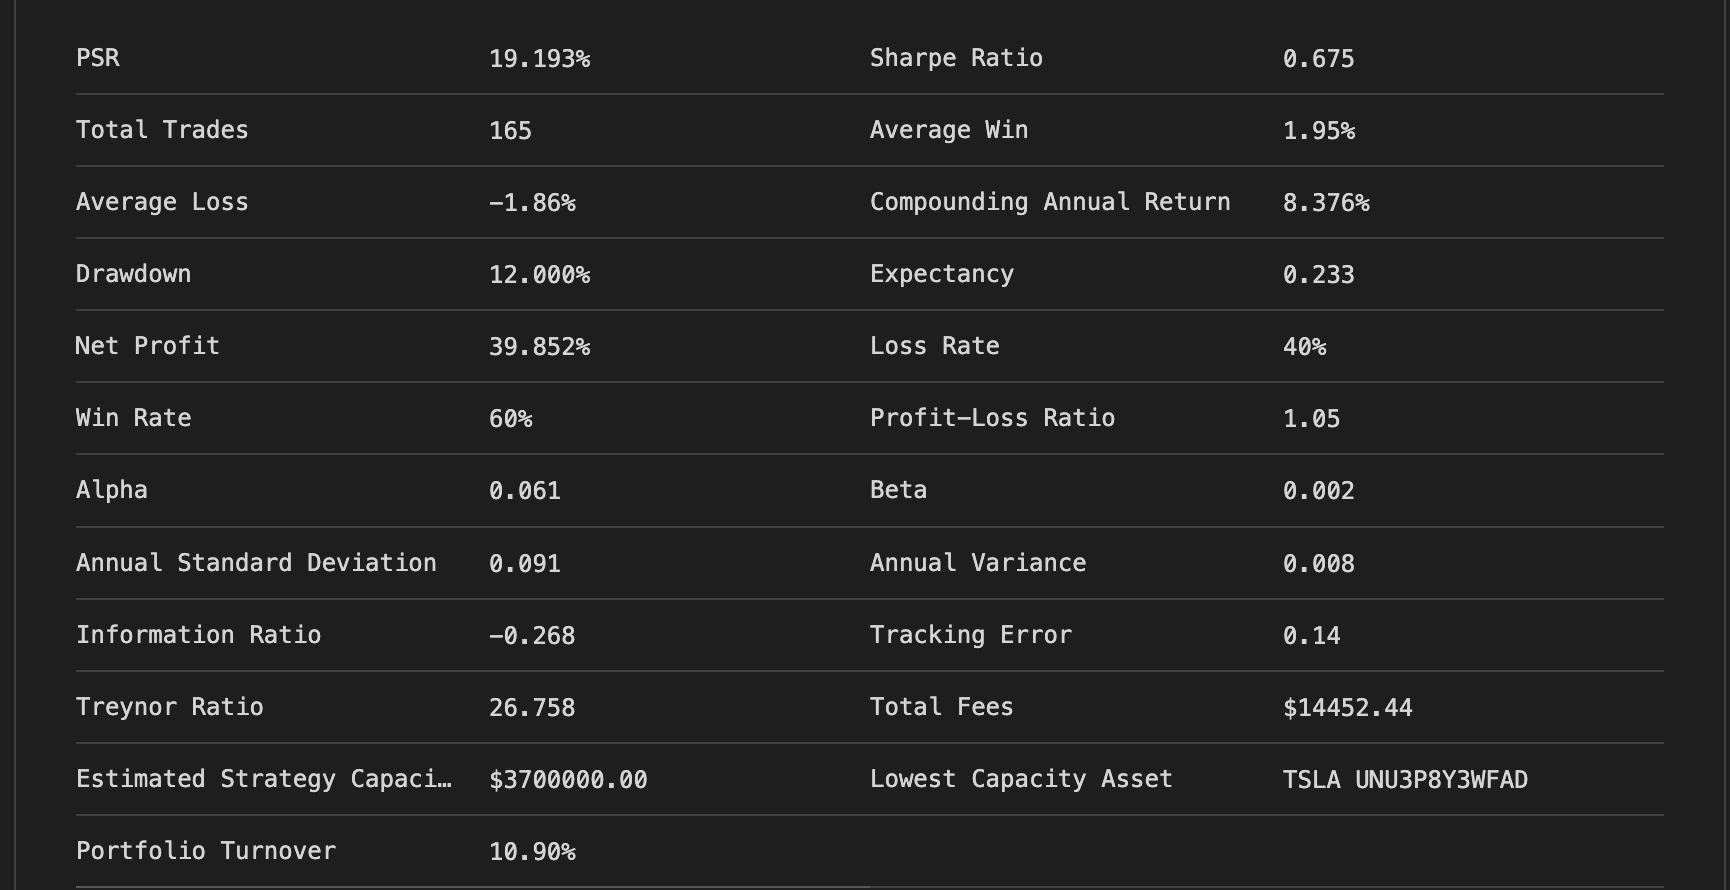 PSR 19.193% Sharpe Ratio 0.675
Total Trades 165 Average Win 1.95%
Average Loss -1.86% Compounding Annual Return 8.376%
Drawdown 12.000% Expectancy 0.233
Net Profit 39.852% Loss Rate 40%
Win Rate 60% Profit-Loss Ratio 1.05
Alpha 0.061 Beta 0.002
Annual Standard Deviation 0.091 Annual Variance 0.008
Information Ratio -0.268 Tracking Error 0.14
Treynor Ratio 26.758 Total Fees $14452.44
Estimated Strategy Capaci… $3700000.00 Lowest Capacity Asset TSLA UNU3P8Y3WFAD
Portfolio Turnover 10.90%